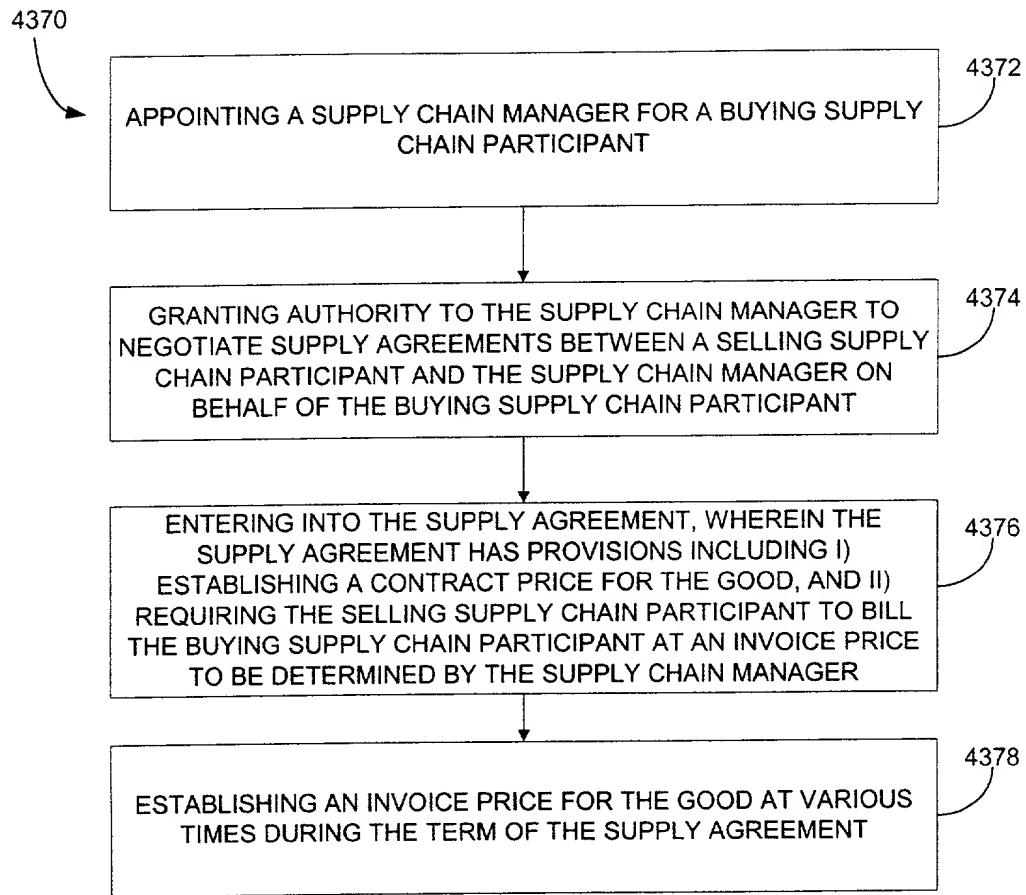 4370
4372
APPOINTING A SUPPLY CHAIN MANAGER FOR A BUYING SUPPLY
CHAIN PARTICIPANT
4374
GRANTING AUTHORITY TO THE SUPPLY CHAIN MANAGER TO
NEGOTIATE SUPPLY AGREEMENTS BETWEEN A SELLING SUPPLY
CHAIN PARTICIPANT AND THE SUPPLY CHAIN MANAGER ON
BEHALF OF THE BUYING SUPPLY CHAIN PARTICIPANT
4376
ENTERING INTO THE SUPPLY AGREEMENT, WHEREIN THE
SUPPLY AGREEMENT HAS PROVISIONS INCLUDING I)
ESTABLISHING A CONTRACT PRICE FOR THE GOOD, AND II)
REQUIRING THE SELLING SUPPLY CHAIN PARTICIPANT TO BILL
THE BUYING SUPPLY CHAIN PARTICIPANT AT AN INVOICE PRICE
TO BE DETERMINED BY THE SUPPLY CHAIN MANAGER
4378
ESTABLISHING AN INVOICE PRICE FOR THE GOOD AT VARIOUS
TIMES DURING THE TERM OF THE SUPPLY AGREEMENT